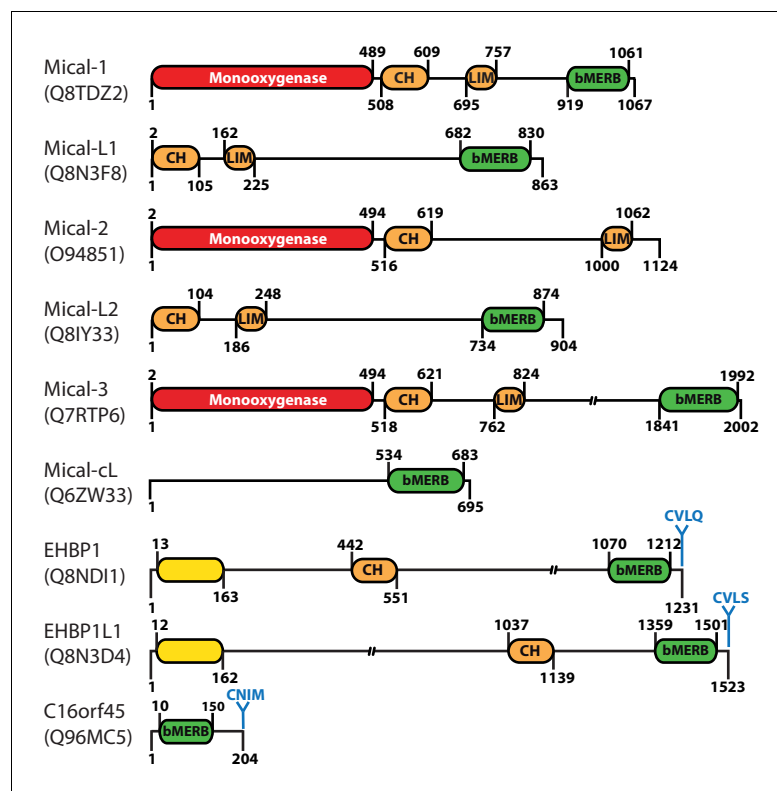 489 609 757 1061
Mical-1
Monooxygenase CH LIM bMERB
(Q8TDZ2)
1 508 695 919 1067
2 162 682 830
Mical-L1
CH LIM bMERB
(Q8N3F8)
1 105 225 863
2 494 619 1062
Mical-2
Monooxygenase CH LIM
(O94851)
1 516 1000 1124
104 248 874
Mical-L2
CH LIM bMERB
(Q8IY33)
1 186 734 904
2 494 621 824 1992
Mical-3
Monooxygenase CH LIM bMERB
(Q7RTP6)
1 518 762 1841 2002
534 683
Mical-cL
bMERB
(Q6ZW33)
1 695
CVLQ
13 442 1070 1212
EHBP1
CH bMERB
(Q8NDI1)
1 163 551 1231
CVLS
12 1037 1359 1501
EHBP1L1
CH bMERB
(Q8N3D4)
1 162 1139 1523
CNIM
10 150
C16orf45
bMERB
(Q96MC5)
1 204